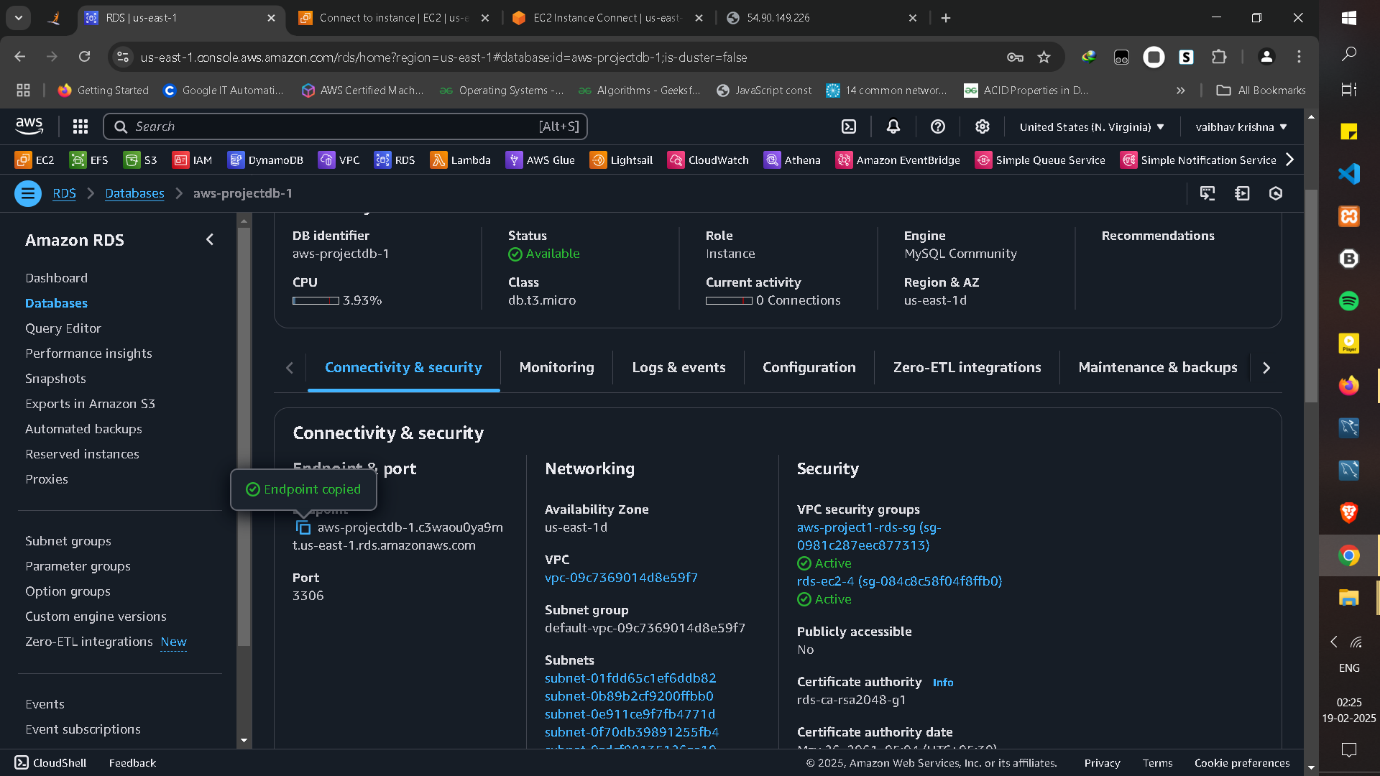 RDS | us-east-1
Connect to instance | EC2 | us-e
EC2 Instance Connect | us-east-
54.90.149.226
us-east-1.console.aws.amazon.com/rds/home?region=us-east-1#database:id=aws-projectdb-1;is-cluster=false
Getting Started
Google IT Automati...
AWS Certified Mach...
Operating Systems -...
Algorithms - Geeksf...
JavaScript const
14 common networ...
ACID Properties in D...
»
All Bookmarks
aws
Search
[Alt+S]
United States (N. Virginia)
vaibhav krishna
EC2
EFS
S3
IAM
DynamoDB
VPC
RDS
Lambda
AWS Glue
Lightsail
CloudWatch
Athena
Amazon EventBridge
Simple Queue Service
Simple Notification Service
RDS
Databases
aws-projectdb-1
Amazon RDS
Dashboard
Databases
Query Editor
Performance insights
Snapshots
Exports in Amazon S3
Automated backups
Reserved instances
Proxies
Subnet groups
Parameter groups
Option groups
Custom engine versions
Zero-ETL integrations New
Events
Event subscriptions
DB identifier
aws-projectdb-1
CPU
3.93%
Status
Available
Class
db.t3.micro
Role
Instance
Current activity
0 Connections
Engine
MySQL Community
Region & AZ
us-east-1d
Recommendations
Connectivity & security
Monitoring
Logs & events
Configuration
Zero-ETL integrations
Maintenance & backups
Connectivity & security
Endpoint & port
Endpoint copied
Endpoint
aws-projectdb-1.c3waou0ya9m
t.us-east-1.rds.amazonaws.com
Port
3306
Networking
Availability Zone
us-east-1d
VPC
vpc-09c7369014d8e59f7
Subnet group
default-vpc-09c7369014d8e59f7
Subnets
subnet-01fdd65c1ef6ddb82
subnet-0b89b2cf9200ffbb0
subnet-0e911ce9f7fb4771d
subnet-0f70db39891255fb4
Security
VPC security groups
aws-project1-rds-sg (sg-
0981c287eec877313)
Active
rds-ec2-4 (sg-084c8c58f04f8ffb0)
Active
Publicly accessible
No
Certificate authority Info
rds-ca-rsa2048-g1
Certificate authority date
CloudShell
Feedback
© 2025, Amazon Web Services, Inc. or its affiliates.
Privacy
Terms
Cookie preferences
ENG
02:25
19-02-2025